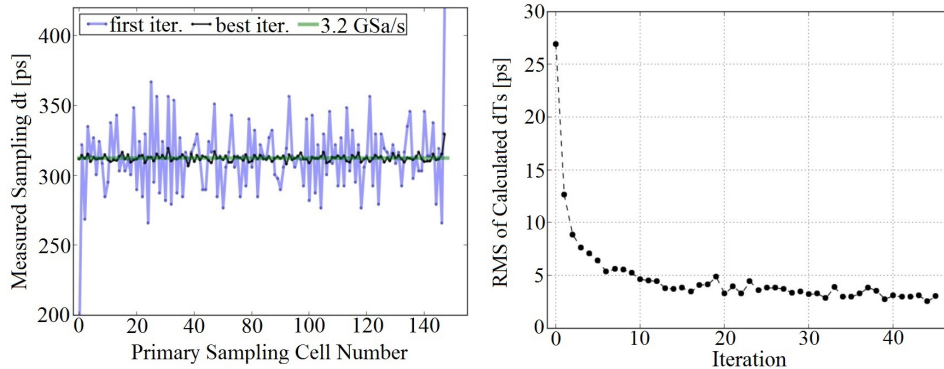 first iter. best iter. 3.2 GSa/s
400
350
300
250
200
0 20 40 60 80 100 120 140
Measured Sampling dt [ps]
Primary Sampling Cell Number
30
25
20
15
10
5
0
0 10 20 30 40
RMS of Calculated dTs [ps]
Iteration